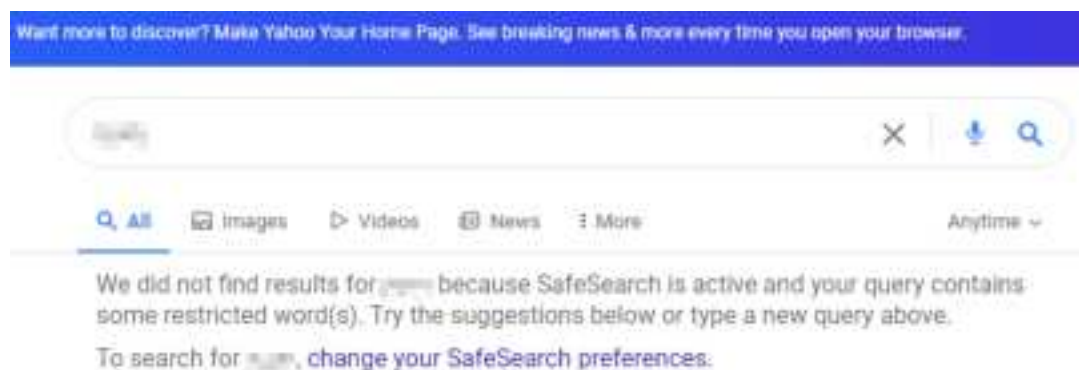 Want more to discover? Make Yahoo Your Home Page. See breaking news & more every time you open your browser.
All Images Videos News More Anytime
We did not find results for because SafeSearch is active and your query contains
some restricted word(s). Try the suggestions below or type a new query above.
To search for , change your SafeSearch preferences.